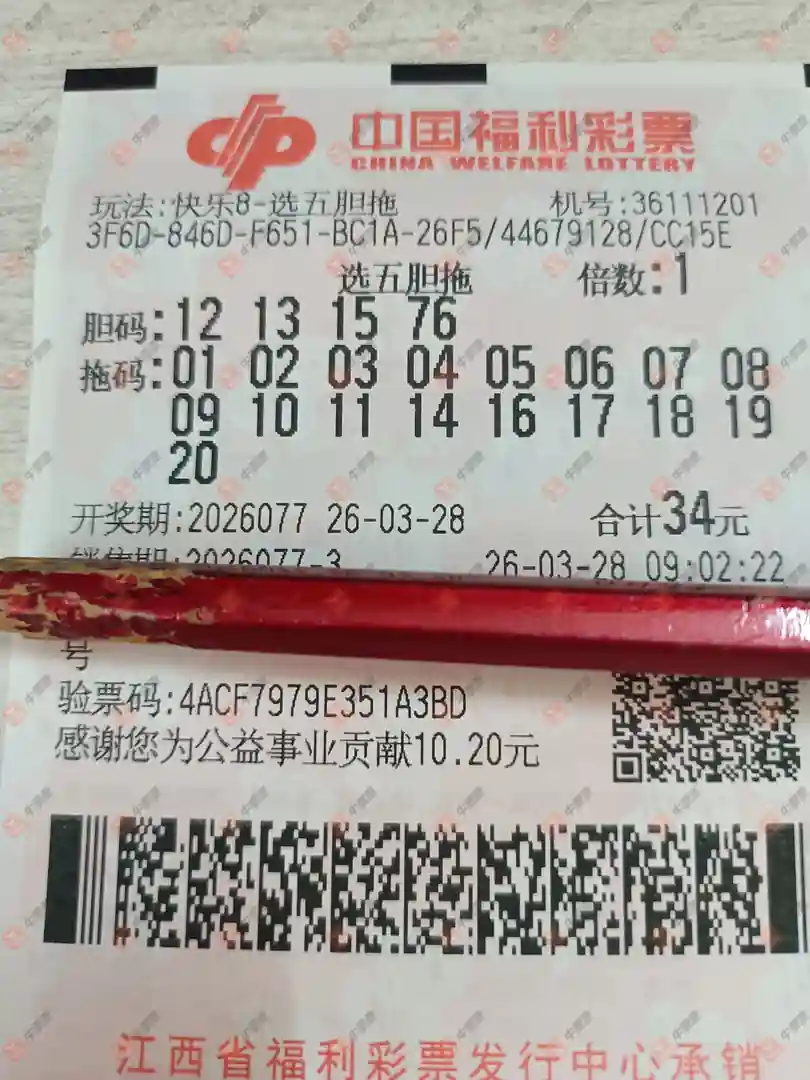 中国福利彩票
CHINA WELFARE LOTTERY
玩法:快乐8-选五胆拖 机号:36111201
3F6D-846D-F651-BC1A-26F5/44679128/CC15E
选五胆拖 倍数:1
胆码:12 13 15 76
拖码:01 02 03 04 05 06 07 08
09 10 11 14 16 17 18 19
20
开奖期:2026077 26-03-28 合计34元
销售期:2026077-3 26-03-28 09:02:22
号
验票码:4ACF7979E351A3BD
感谢您为公益事业贡献10.20元
江西省福利彩票发行中心承销